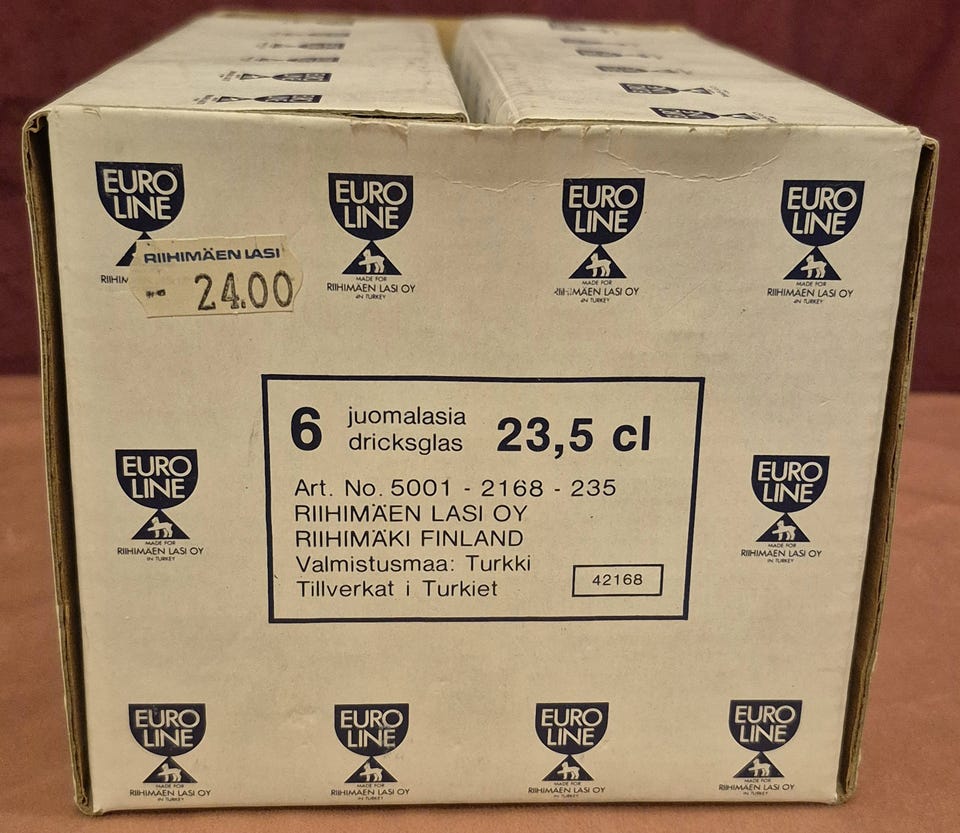 EURO
LINE
RIIHIM
RIIHIMÄEN LASI
24.00
EURO
LINE
MADE FOR
RIIHIMÄEN LASI OY
IN TURKEY
EURO
LINE
MADE FOR
RIIHIMÄEN LASI OY
IN TURKEY
EURO
LINE
MADE FOR
RIIHIMÄEN LASI OY
IN TURKEY
6 juomalasia
dricksglas
23,5 cl
Art. No. 5001 - 2168 - 235
RIIHIMÄEN LASI OY
RIIHIMÄKI FINLAND
Valmistusmaa: Turkki
Tillverkat i Turkiet
42168
EURO
LINE
MADE FOR
RIIHIMÄEN LASI OY
IN TURKEY
EURO
LINE
MADE FOR
RIIHIMÄEN LASI OY
IN TURKEY
EURO
LINE
MADE FOR
RIIHIMÄEN LASI OY
IN TURKEY
EURO
LINE
MADE FOR
RIIHIMÄEN LASI OY
IN TURKEY
EURO
LINE
MADE FOR
RIIHIMÄEN LASI OY
IN TURKEY
EURO
LINE
MADE FOR
RIIHIMÄEN LASI OY
IN TURKEY